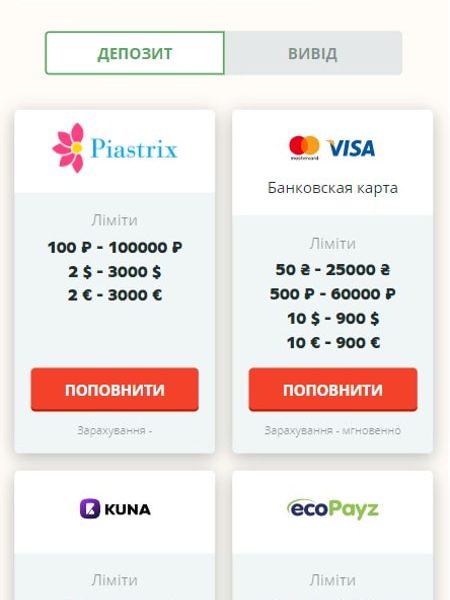 ДЕПОЗИТ
ВИВІД
Piastrix
Ліміти
100 ₽ - 100000 ₽
2 $ - 3000 $
2 € - 3000 €
ПОПОВНИТИ
Зарахування -
mastercard VISA
Банковская карта
Ліміти
50 ₴ - 25000 ₴
500 ₽ - 60000 ₽
10 $ - 900 $
10 € - 900 €
ПОПОВНИТИ
Зарахування - мгновенно
KUNA
Ліміти
ecoPayz
Ліміти